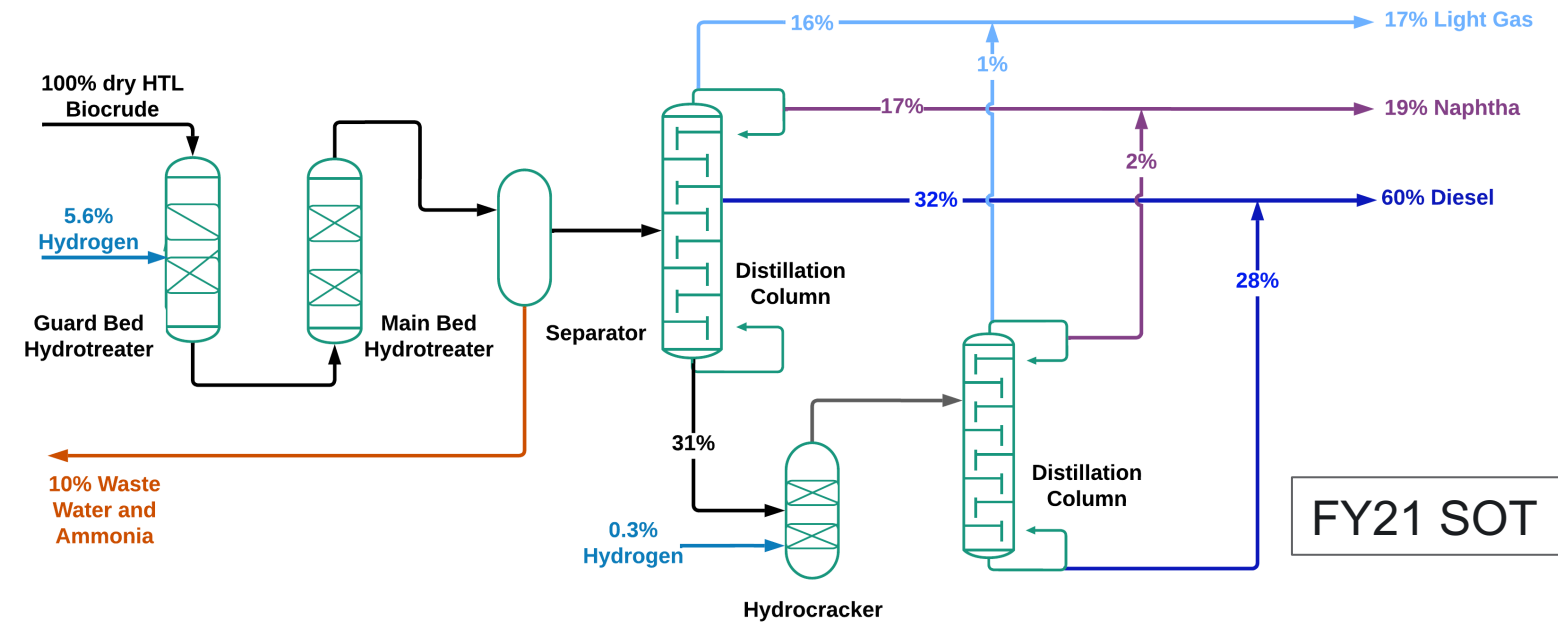 16%
17% Light Gas
1%
100% dry HTL
Biocrude
17%
19% Naphtha
2%
32%
60% Diesel
5.6%
Hydrogen
Distillation
Column
28%
Guard Bed
Hydrotreater
Main Bed
Hydrotreater
Separator
31%
10% Waste
Water and
Ammonia
Distillation
Column
0.3%
Hydrogen
FY21 SOT
Hydrocracker